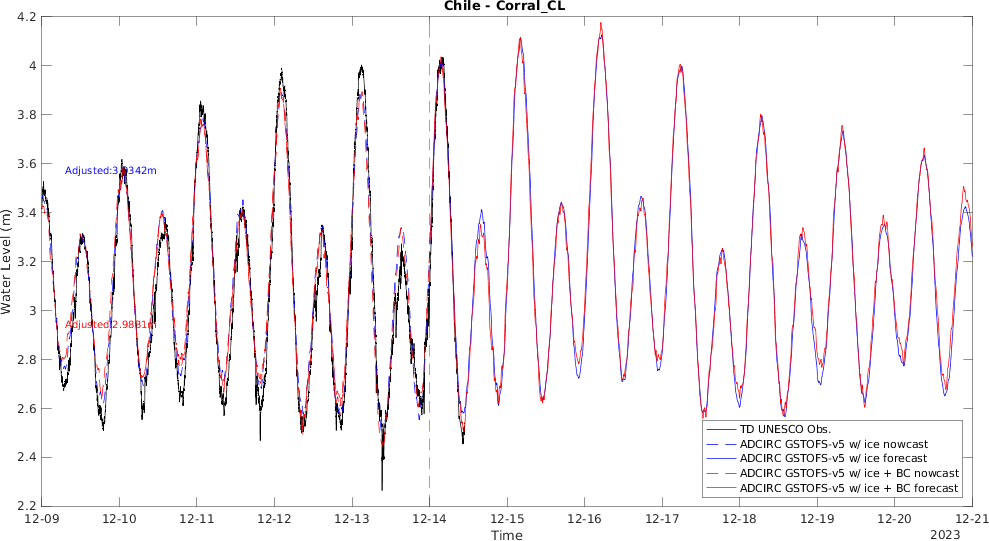 Chile - Corral_CL
4.2
4
3.8
3.6
3.4
3.2
3
2.8
2.6
2.4
2.2
Water Level (m)
Adjusted:
342m
Adjusted:2.9881m
TD UNESCO Obs.
ADCIRC GSTOFS-v5 w/ ice nowcast
ADCIRC GSTOFS-v5 w/ ice forecast
ADCIRC GSTOFS-v5 w/ ice + BC nowcast
ADCIRC GSTOFS-v5 w/ ice + BC forecast
12-09 12-10 12-11 12-12 12-13 12-14 12-15 12-16 12-17 12-18 12-19 12-20 12-21
Time
2023